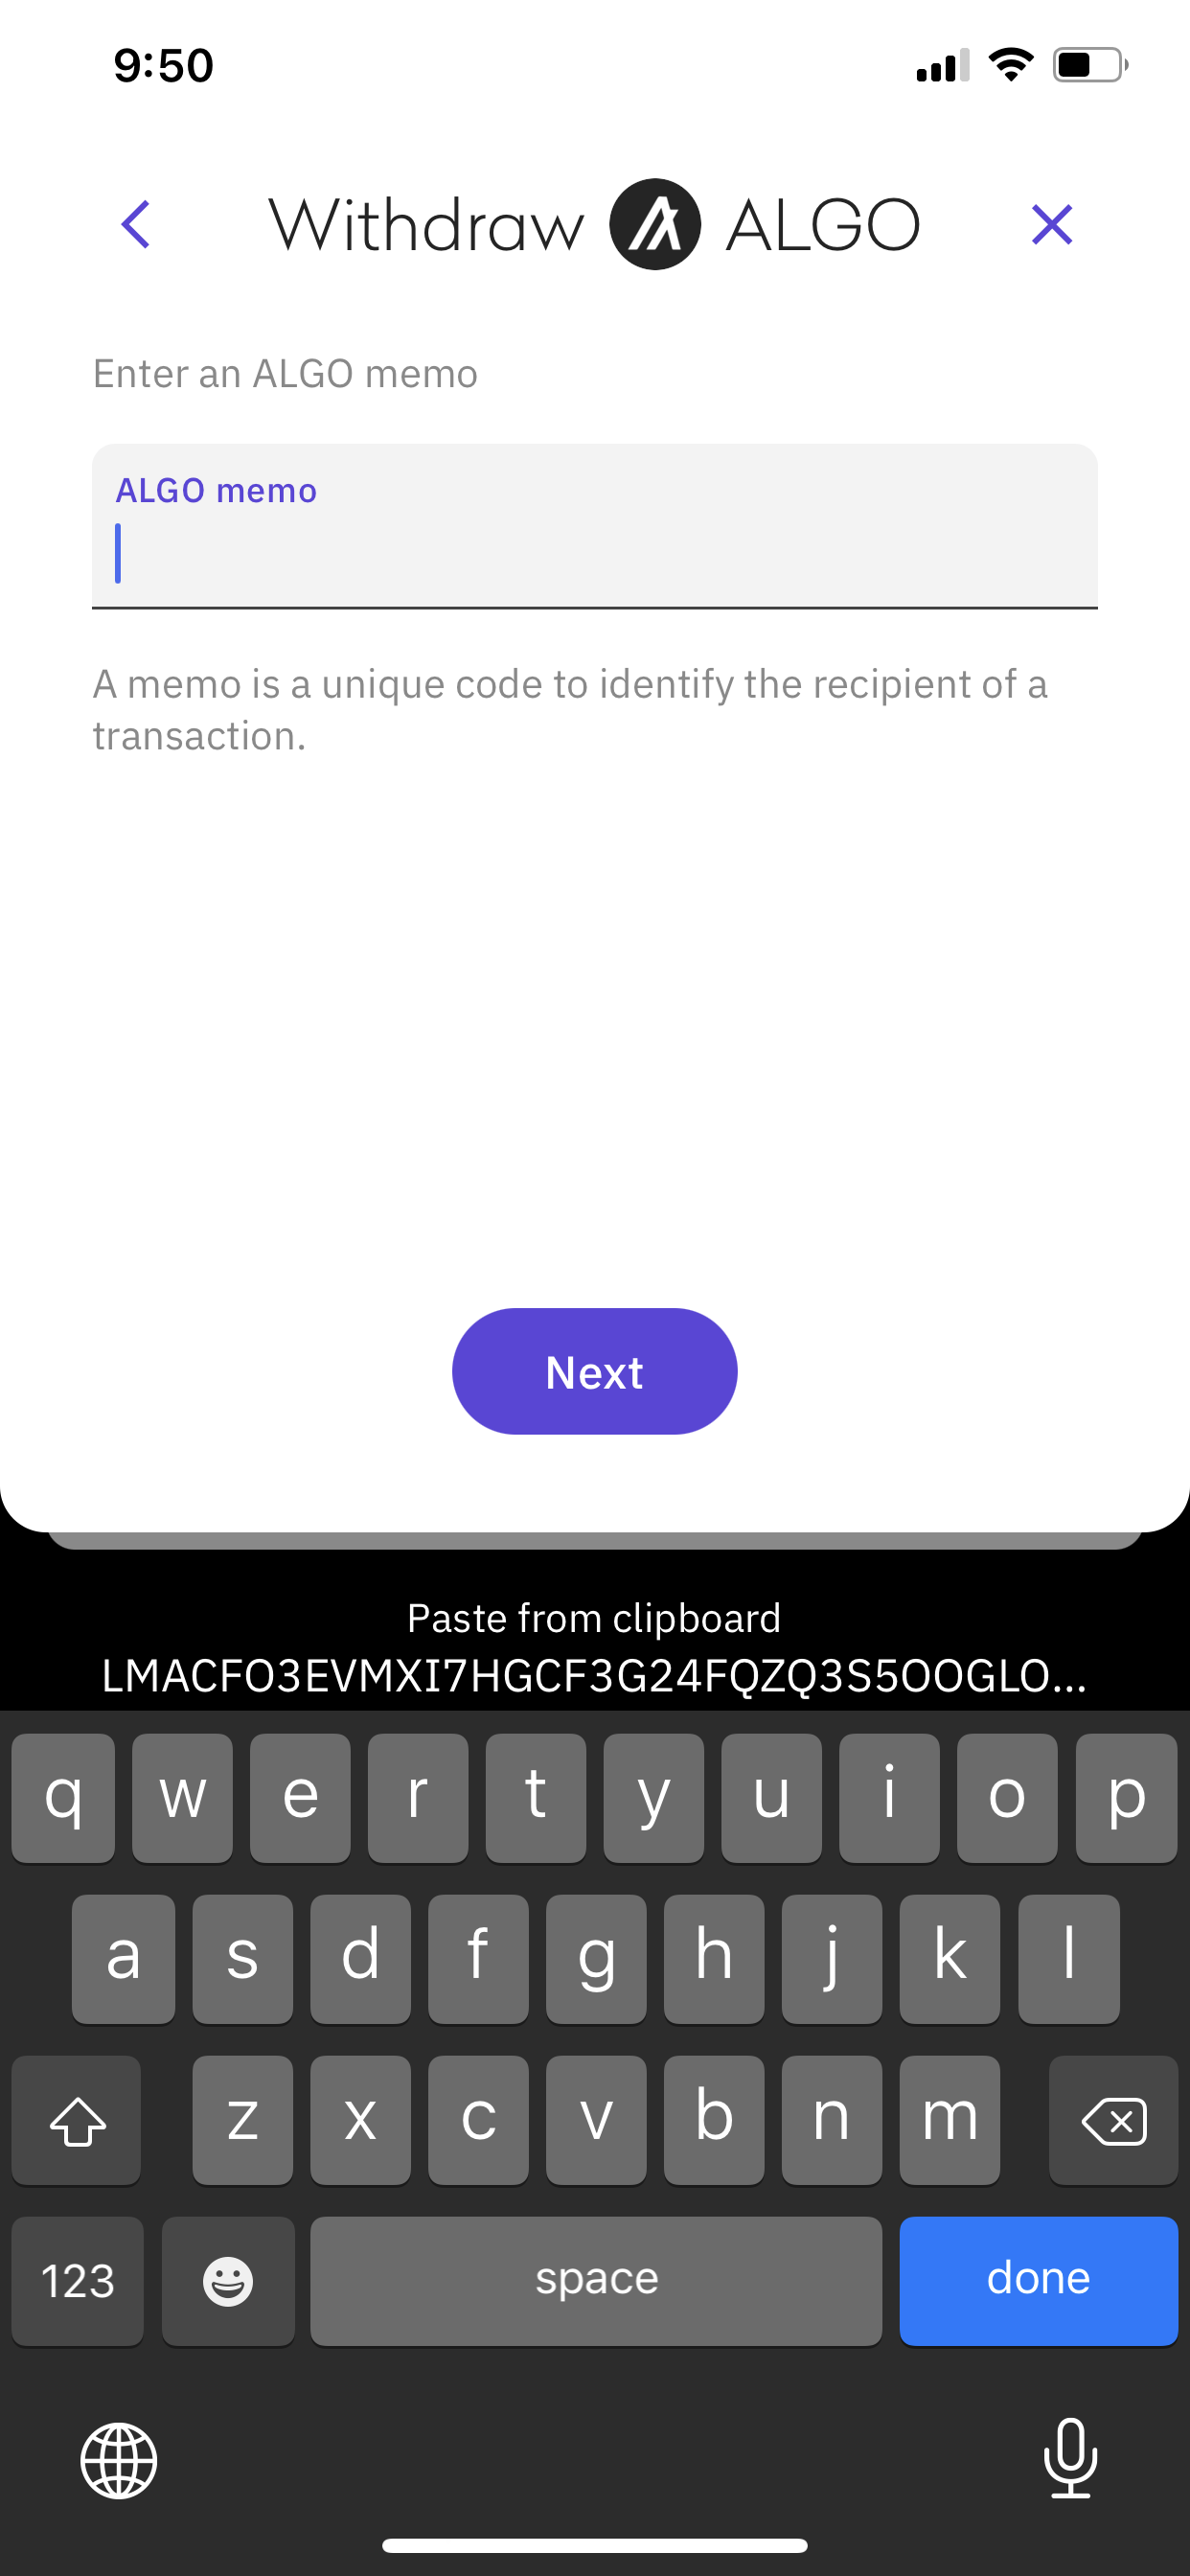 9:50
Withdraw ALGO
Enter an ALGO memo
ALGO memo
A memo is a unique code to identify the recipient of a
transaction.
Next
Paste from clipboard
LMACFO3EVMXI7HGCF3G24FQZQ3S5OOGLO...
q w e r t y u i o p
a s d f g h j k l
z x c v b n m
123 space done